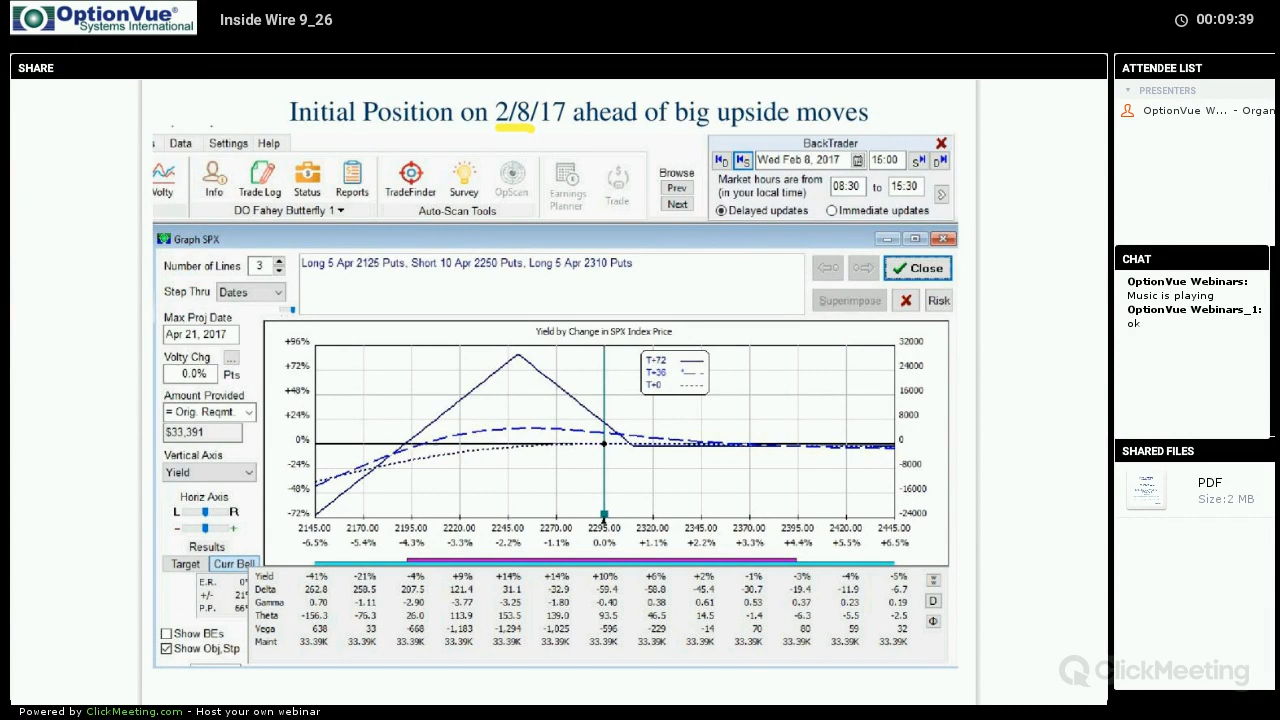 OptionVue
Systems International
Inside Wire 9_26
00:09:39
SHARE
Initial Position on 2/8/17 ahead of big upside moves
Data Settings Help
Volty Info Trade Log Status Reports TradeFinder Survey OpScan Earnings Planner Trade
DO Fahey Butterfly 1
Auto-Scan Tools
Browse
Prev
Next
BackTrader
D S Wed Feb 8, 2017 15:00 S D
Market hours are from
(in your local time)
08:30 to 15:30
Delayed updates Immediate updates
Graph SPX
Number of Lines 3
Long 5 Apr 2125 Puts, Short 10 Apr 2250 Puts, Long 5 Apr 2310 Puts
Close
Step Thru Dates
Superimpose Risk
Max Proj Date
Apr 21, 2017
Volty Chg ...
0.0% Pts
Amount Provided
= Orig. Reqmt.
$33,391
Vertical Axis
Yield
Horiz Axis
L R
- +
Results
Target Curr Bell
E.R. 0°
+/- 21°
P.P. 66°
Show BEs
Show Obj,Stp
Yield by Change in SPX Index Price
T+72
T+36
T+0
+96% 32000
+72% 24000
+48% 16000
+24% 8000
0% 0
-24% -8000
-48% -16000
-72% -24000
2145.00 2170.00 2195.00 2220.00 2245.00 2270.00 2295.00 2320.00 2345.00 2370.00 2395.00 2420.00 2445.00
-6.5% -5.4% -4.3% -3.3% -2.2% -1.1% 0.0% +1.1% +2.2% +3.3% +4.4% +5.5% +6.5%
Yield -41% -21% -4% +9% +14% +14% +10% +6% +2% -1% -3% -4% -5%
Delta 262.8 258.5 207.5 121.4 31.1 -32.9 -59.4 -58.8 -45.4 -30.7 -19.4 -11.9 -6.7
Gamma 0.70 -1.11 -2.90 -3.77 -3.25 -1.80 -0.40 0.38 0.61 0.53 0.37 0.23 0.19
Theta -156.3 -76.3 26.0 113.9 153.5 139.0 93.5 46.5 14.5 -1.4 -6.3 -5.5 -2.5
Vega 638 33 -668 -1,183 -1,294 -1,025 -596 -229 -14 70 80 59 32
Maint 33.39K 33.39K 33.39K 33.39K 33.39K 33.39K 33.39K 33.39K 33.39K 33.39K 33.39K 33.39K 33.39K
D
Φ
ATTENDEE LIST
PRESENTERS
OptionVue W... - Organ
CHAT
OptionVue Webinars:
Music is playing
OptionVue Webinars_1:
ok
SHARED FILES
PDF
Size:2 MB
ClickMeeting
Powered by ClickMeeting.com - Host your own webinar